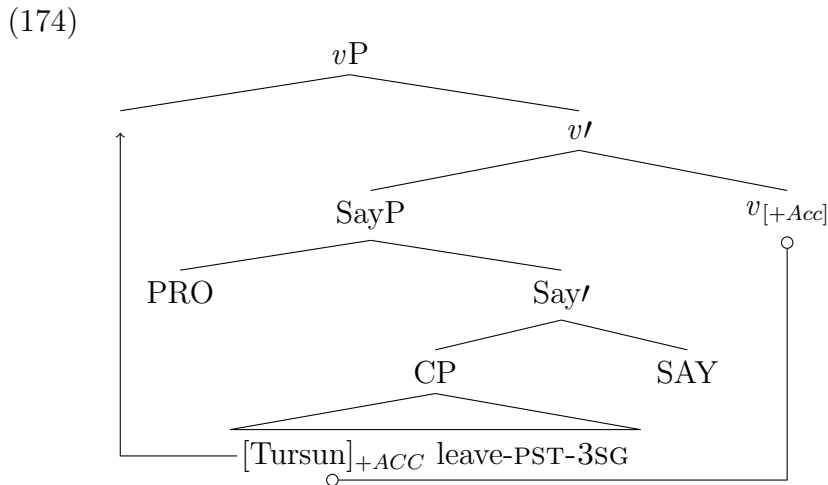 (174)
vP
v′
SayP v[+Acc]
PRO Say′
CP SAY
[Tursun]+ACC leave-PST-3SG